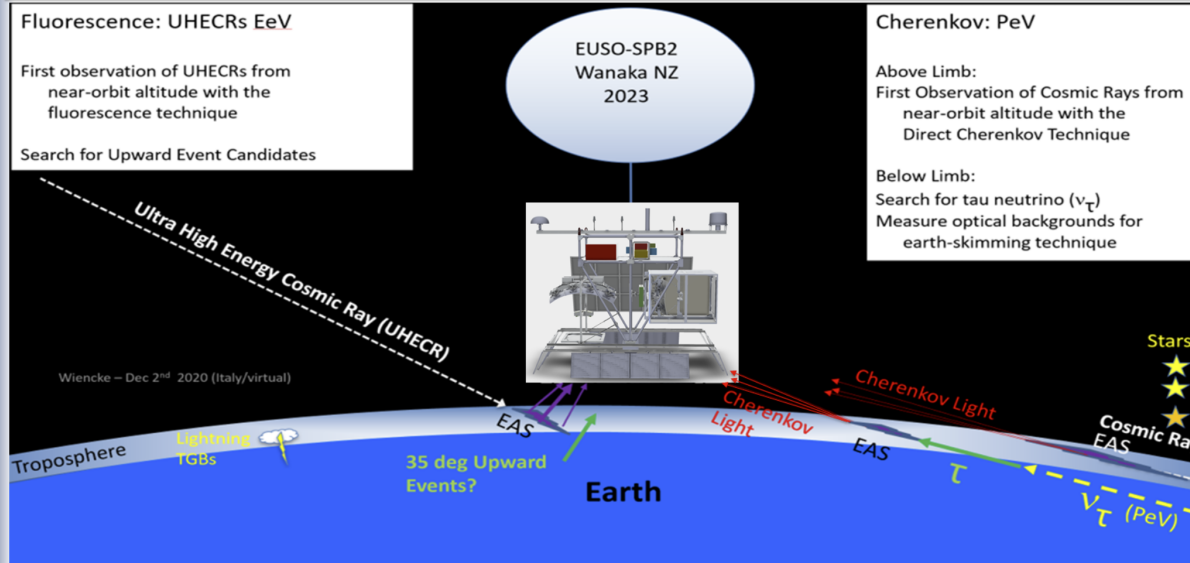 Fluorescence: UHECRs EeV
First observation of UHECRs from
near-orbit altitude with the
fluorescence technique
Search for Upward Event Candidates
EUSO-SPB2
Wanaka NZ
2023
Cherenkov: PeV
Above Limb:
First Observation of Cosmic Rays from
near-orbit altitude with the
Direct Cherenkov Technique
Below Limb:
Search for tau neutrino (ντ)
Measure optical backgrounds for
earth-skimming technique
Ultra High Energy Cosmic Ray (UHECR)
Wiencke – Dec 2nd 2020 (Italy/virtual)
Stars
Cherenkov Light
Cherenkov
Light
Cosmic Ra
EAS
EAS
EAS
Lightning
TGBs
Troposphere
35 deg Upward
Events?
Earth
τ
ντ (PeV)